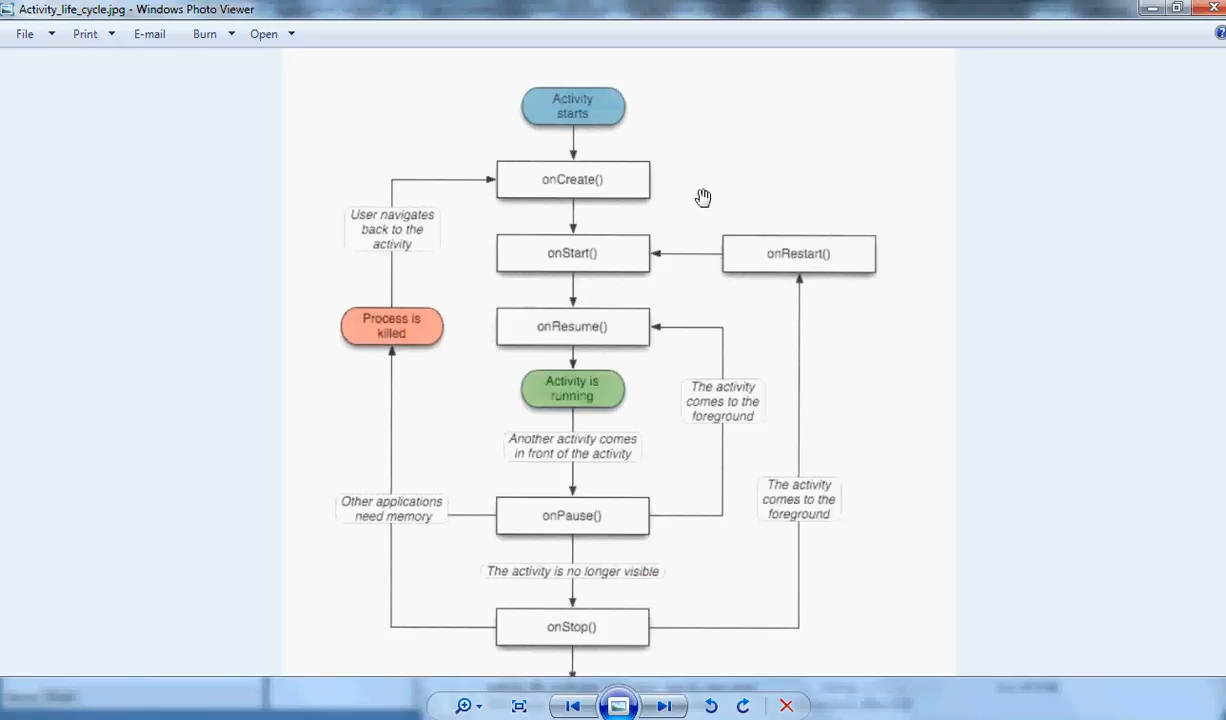 Activity_life_cycle.jpg - Windows Photo Viewer
File Print E-mail Burn Open
Activity
starts
onCreate()
User navigates
back to the
activity
onStart()
onRestart()
Process is
killed
onResume()
Activity is
running
The activity
comes to the
foreground
Another activity comes
in front of the activity
The activity
comes to the
foreground
Other applications
need memory
onPause()
The activity is no longer visible
onStop()